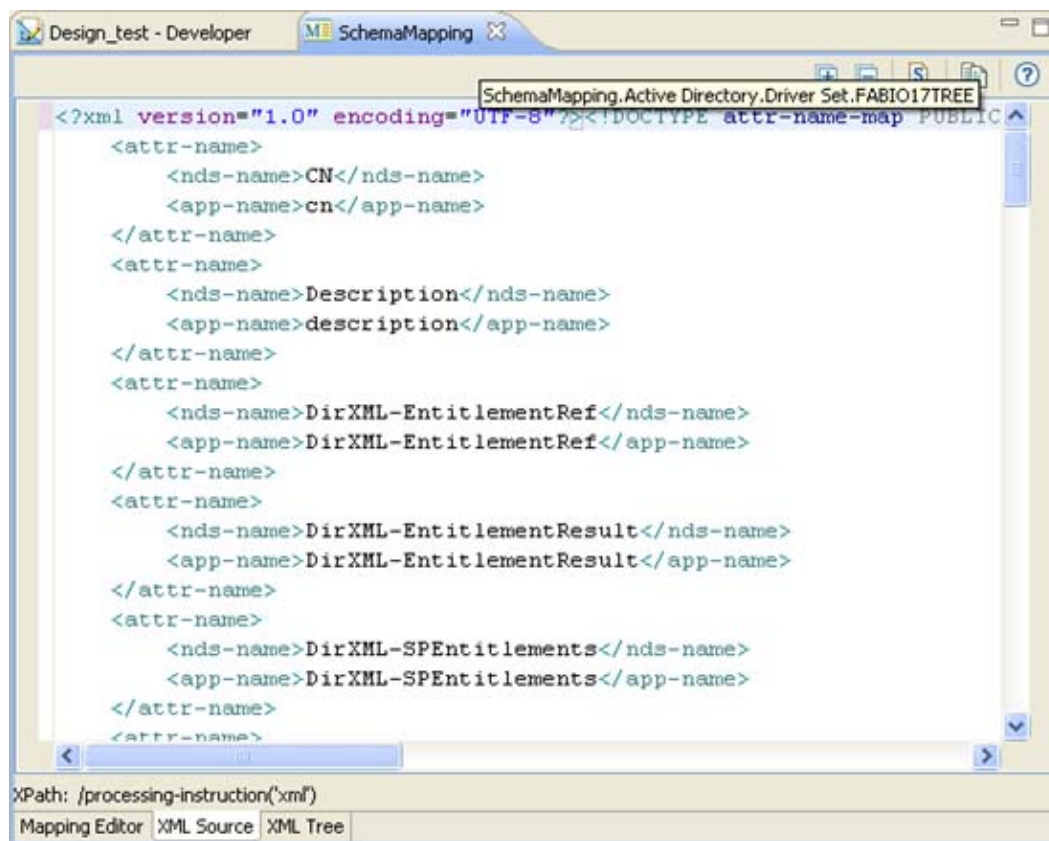 Design_test - Developer SchemaMapping
SchemaMapping.Active Directory.Driver Set.FABIO17TREE
<?xml version="1.0" encoding="UTF-8"?><!DOCTYPE attr-name-map PUBLIC
<attr-name>
<nds-name>CN</nds-name>
<app-name>cn</app-name>
</attr-name>
<attr-name>
<nds-name>Description</nds-name>
<app-name>description</app-name>
</attr-name>
<attr-name>
<nds-name>DirXML-EntitlementRef</nds-name>
<app-name>DirXML-EntitlementRef</app-name>
</attr-name>
<attr-name>
<nds-name>DirXML-EntitlementResult</nds-name>
<app-name>DirXML-EntitlementResult</app-name>
</attr-name>
<attr-name>
<nds-name>DirXML-SPEntitlements</nds-name>
<app-name>DirXML-SPEntitlements</app-name>
</attr-name>
<attr-name>
XPath: /processing-instruction('xml')
Mapping Editor XML Source XML Tree